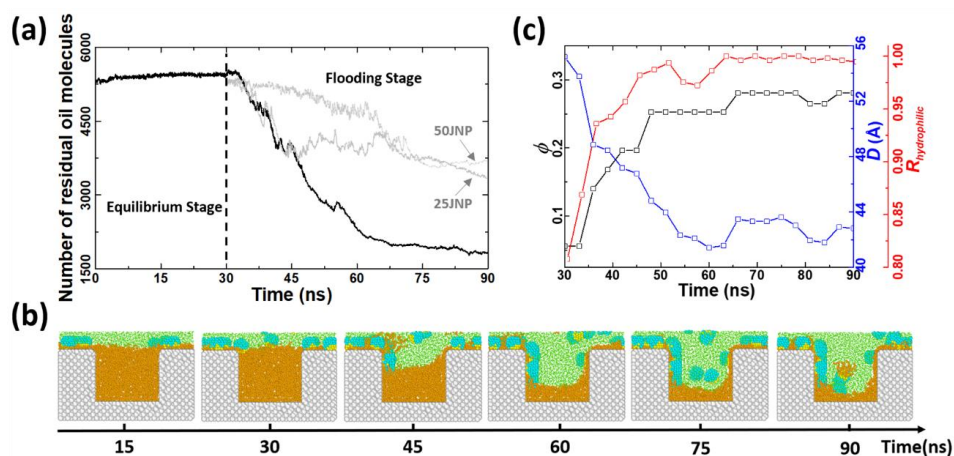 (a)
Number of residual oil molecules
6000
4500
3000
1500
Equilibrium Stage
Flooding Stage
50JNP
25JNP
0 15 30 45 60 75 90
Time (ns)
(c)
ϕ
0.3
0.2
0.1
56
52
48
44
40
D (A)
1.00
0.95
0.90
0.85
0.80
Rhydrophilic
30 40 50 60 70 80 90
Time (ns)
(b)
15 30 45 60 75 90 Time(ns)